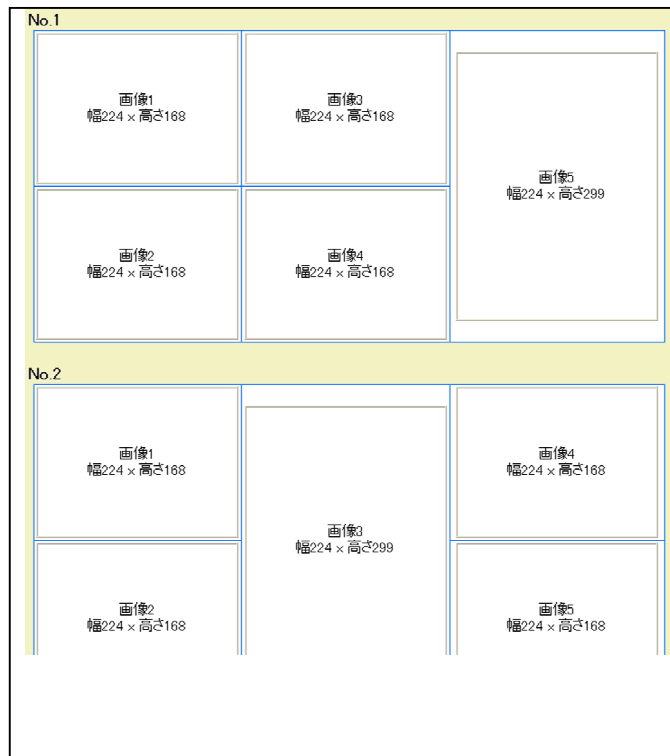 No.1
画像1
幅224 × 高さ168
画像3
幅224 × 高さ168
画像5
幅224 × 高さ299
画像2
幅224 × 高さ168
画像4
幅224 × 高さ168
No.2
画像1
幅224 × 高さ168
画像4
幅224 × 高さ168
画像3
幅224 × 高さ299
画像2
幅224 × 高さ168
画像5
幅224 × 高さ168